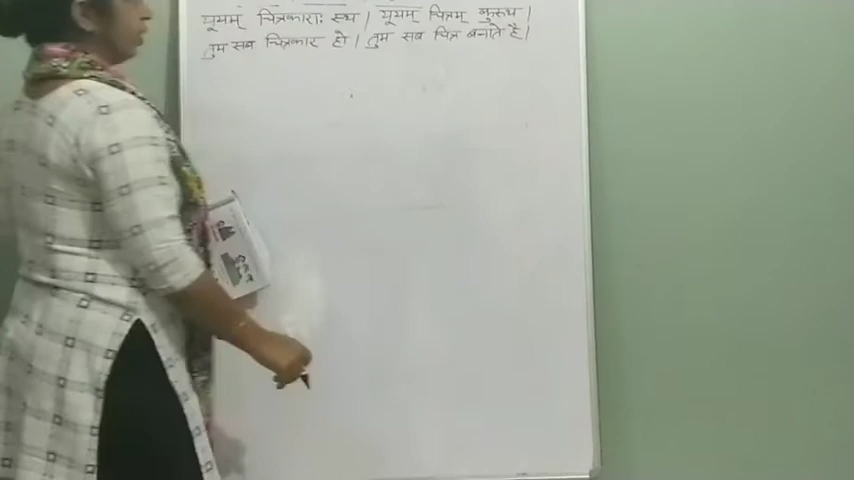 यूयम् चित्रकाराः स्थ। यूयम् चित्रम् कुरुथ।
तुम सब चित्रकार हो। तुम सब चित्र बनाते है।